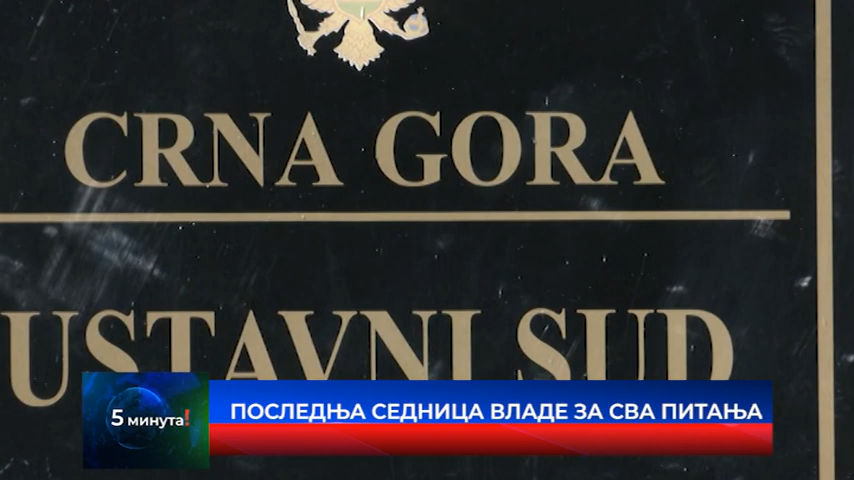 CRNA GORA
USTAVNI SUD
5 минута!
ПОСЛЕДЊА СЕДНИЦА ВЛАДЕ ЗА СВА ПИТАЊА